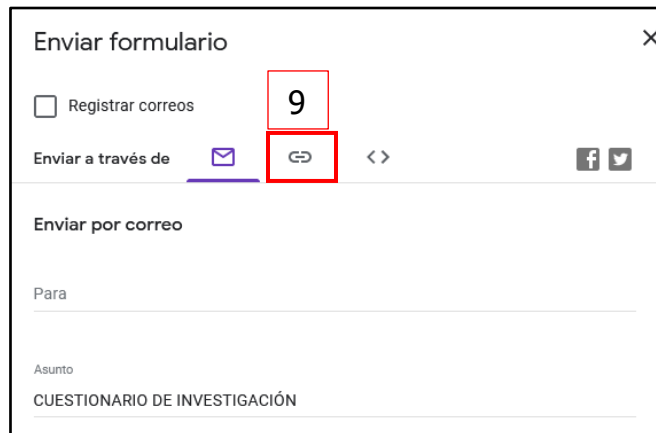 Enviar formulario
Registrar correos
9
Enviar a través de
Enviar por correo
Para
Asunto
CUESTIONARIO DE INVESTIGACIÓN